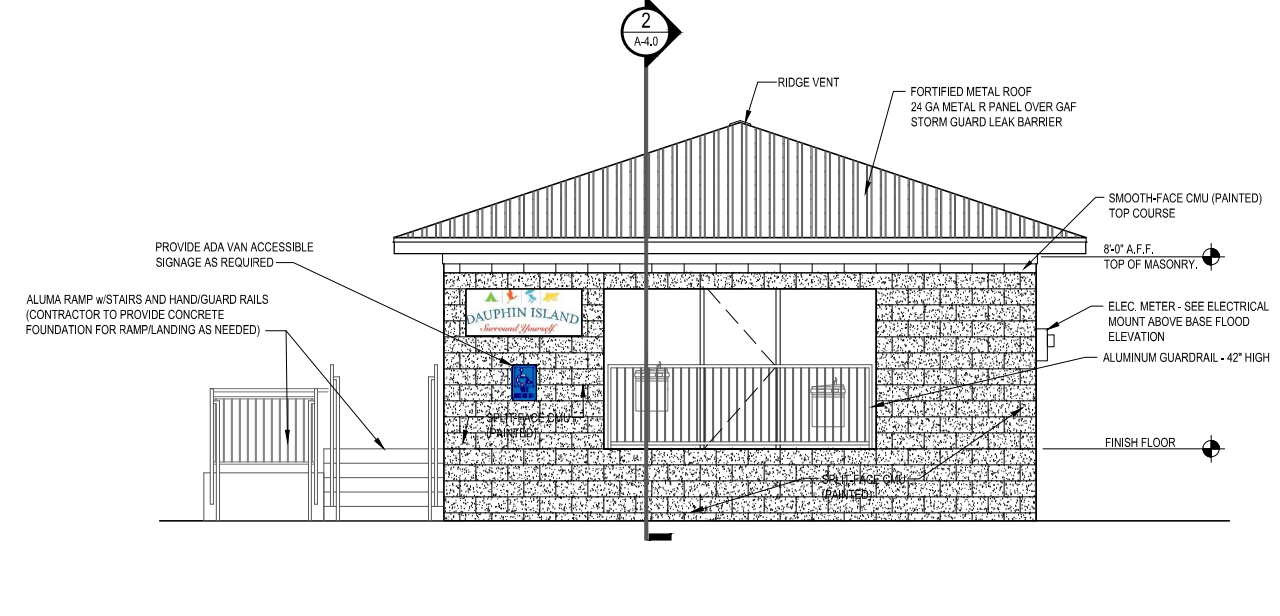 2
A-4.0
RIDGE VENT
FORTIFIED METAL ROOF
24 GA METAL R PANEL OVER GAF
STORM GUARD LEAK BARRIER
SMOOTH-FACE CMU (PAINTED)
TOP COURSE
PROVIDE ADA VAN ACCESSIBLE
SIGNAGE AS REQUIRED
8'-0" A.F.F.
TOP OF MASONRY.
ALUMA RAMP w/STAIRS AND HAND/GUARD RAILS
(CONTRACTOR TO PROVIDE CONCRETE
FOUNDATION FOR RAMP/LANDING AS NEEDED)
DAUPHIN ISLAND
Surround Yourself.
ELEC. METER - SEE ELECTRICAL
MOUNT ABOVE BASE FLOOD
ELEVATION
ALUMINUM GUARDRAIL - 42" HIGH
SPLIT-FACE CMU
(PAINTED)
FINISH FLOOR
SPLIT-FACE CMU
(PAINTED)